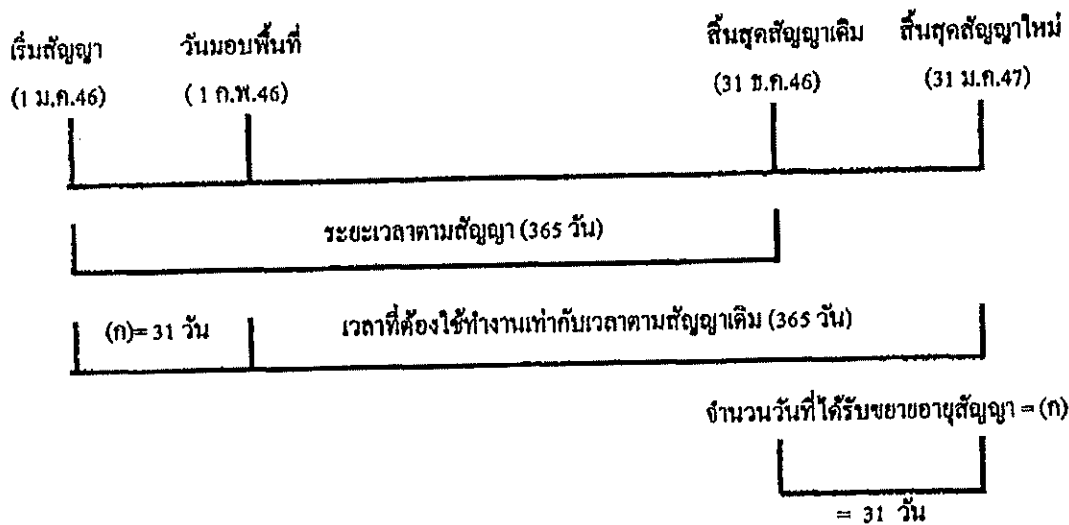 เริ่มสัญญา วันมอบพื้นที่ สิ้นสุดสัญญาเดิม สิ้นสุดสัญญาใหม่
(1 ม.ค.46) (1 ก.พ.46) (31 ธ.ค.46) (31 ม.ค.47)
ระยะเวลาตามสัญญา (365 วัน)
(ก)= 31 วัน เวลาที่ต้องใช้ทำงานเท่ากับเวลาตามสัญญาเดิม (365 วัน)
จำนวนวันที่ได้รับขยายอายุสัญญา = (ก)
= 31 วัน